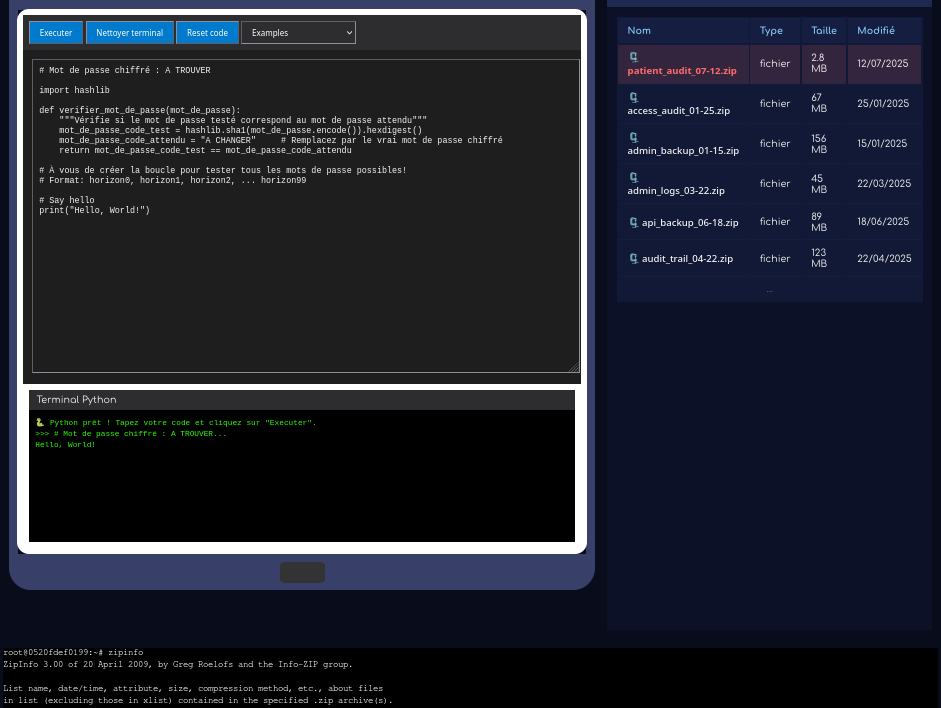 Executer Nettoyer terminal Reset code Examples
# Mot de passe chiffré : A TROUVER
import hashlib
def verifier_mot_de_passe(mot_de_passe):
"""Vérifie si le mot de passe testé correspond au mot de passe attendu"""
mot_de_passe_code_test = hashlib.sha1(mot_de_passe.encode()).hexdigest()
mot_de_passe_code_attendu = "A CHANGER" # Remplacez par le vrai mot de passe chiffré
return mot_de_passe_code_test == mot_de_passe_code_attendu
# À vous de créer la boucle pour tester tous les mots de passe possibles!
# Format: horizon0, horizon1, horizon2, ... horizon99
# Say hello
print("Hello, World!")
Terminal Python
Python prêt ! Tapez votre code et cliquez sur "Executer".
>>> # Mot de passe chiffré : A TROUVER...
Hello, World!
Nom Type Taille Modifié
patient_audit_07-12.zip fichier 2.8 MB 12/07/2025
access_audit_01-25.zip fichier 67 MB 25/01/2025
admin_backup_01-15.zip fichier 156 MB 15/01/2025
admin_logs_03-22.zip fichier 45 MB 22/03/2025
api_backup_06-18.zip fichier 89 MB 18/06/2025
audit_trail_04-22.zip fichier 123 MB 22/04/2025
...
root@0520fdef0199:~# zipinfo
ZipInfo 3.00 of 20 April 2009, by Greg Roelofs and the Info-ZIP group.
List name, date/time, attribute, size, compression method, etc., about files
in list (excluding those in xlist) contained in the specified .zip archive(s).